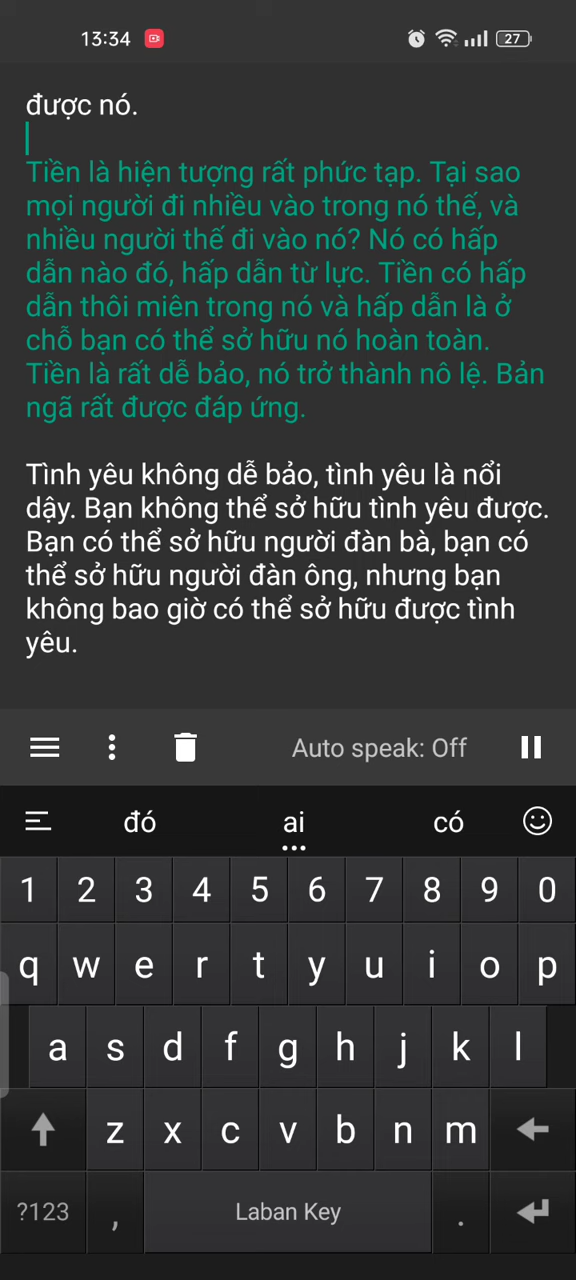 13:34
27
được nó.
Tiền là hiện tượng rất phức tạp. Tại sao
mọi người đi nhiều vào trong nó thế, và
nhiều người thế đi vào nó? Nó có hấp
dẫn nào đó, hấp dẫn từ lực. Tiền có hấp
dẫn thôi miên trong nó và hấp dẫn là ở
chỗ bạn có thể sở hữu nó hoàn toàn.
Tiền là rất dễ bảo, nó trở thành nô lệ. Bản
ngã rất được đáp ứng.
Tình yêu không dễ bảo, tình yêu là nổi
dậy. Bạn không thể sở hữu tình yêu được.
Bạn có thể sở hữu người đàn bà, bạn có
thể sở hữu người đàn ông, nhưng bạn
không bao giờ có thể sở hữu được tình
yêu.
Auto speak: Off
đó ai có
1 2 3 4 5 6 7 8 9 0
q w e r t y u i o p
a s d f g h j k l
z x c v b n m
?123 , Laban Key .